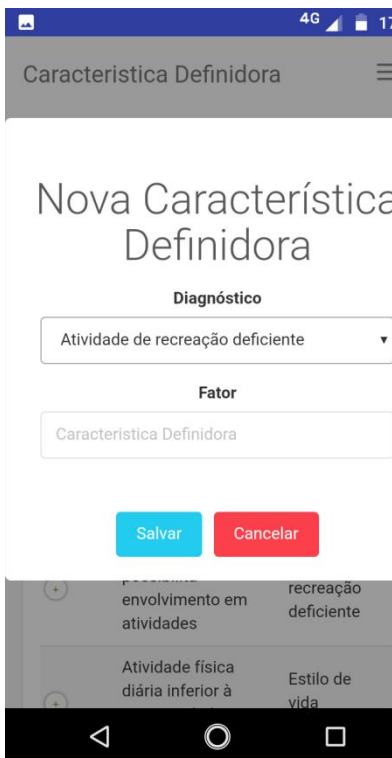 4G 17
Caracteristica Definidora
Nova Característica
Definidora
Diagnóstico
Atividade de recreação deficiente
Fator
Caracteristica Definidora
Salvar Cancelar
possibilita recreação
envolvimento em deficiente
atividades
Atividade física
diária inferior à Estilo de
vida